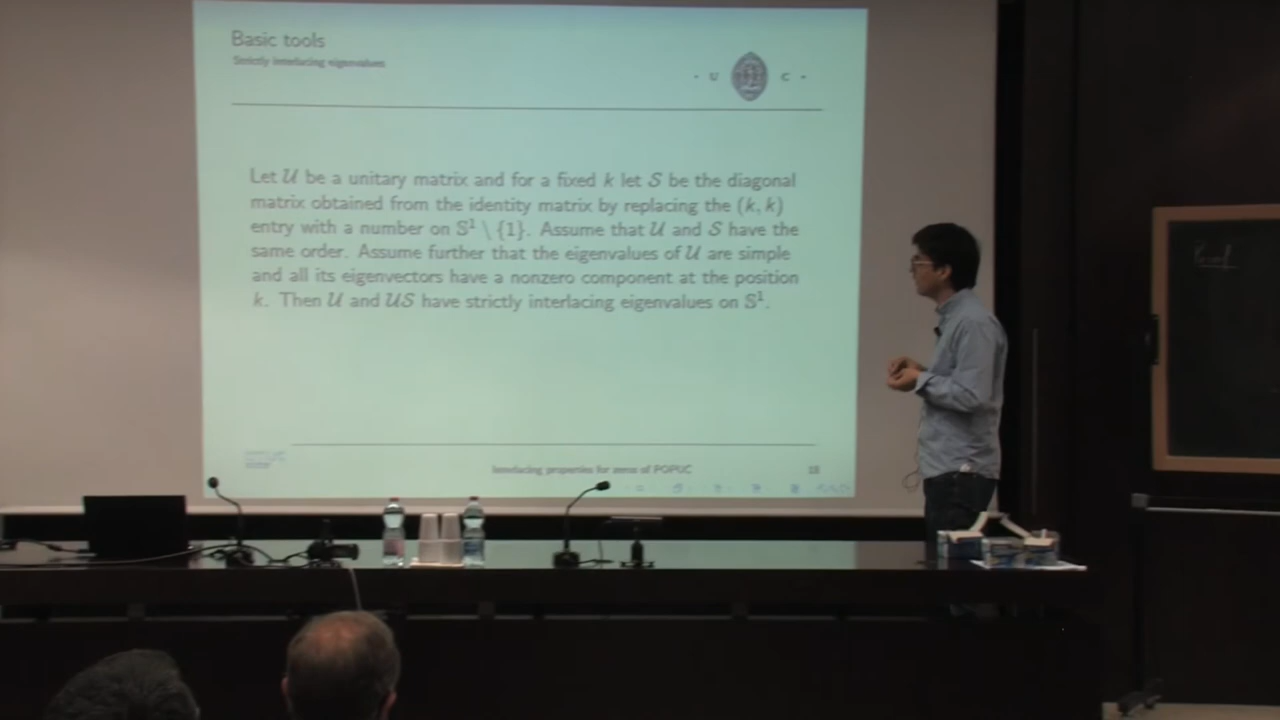 Basic tools
Strictly interlacing eigenvalues
U C
Let 𝒰 be a unitary matrix and for a fixed k let 𝒮 be the diagonal
matrix obtained from the identity matrix by replacing the (k, k)
entry with a number on 𝕊¹ \ {1}. Assume that 𝒰 and 𝒮 have the
same order. Assume further that the eigenvalues of 𝒰 are simple
and all its eigenvectors have a nonzero component at the position
k. Then 𝒰 and 𝒰𝒮 have strictly interlacing eigenvalues on 𝕊¹.
Interlacing properties for zeros of POPUC
Proof